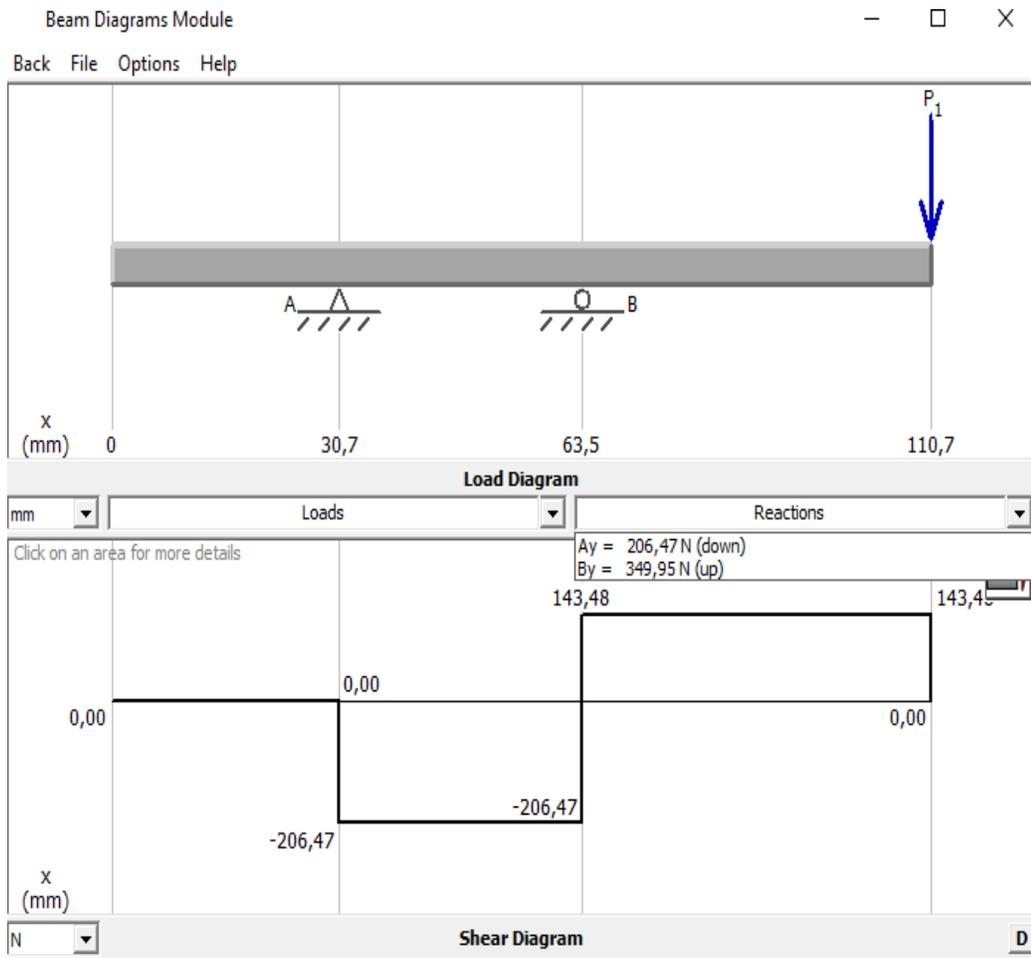 Beam Diagrams Module
Back File Options Help
P1
A
B
x
(mm) 0 30,7 63,5 110,7
Load Diagram
mm Loads Reactions
Click on an area for more details
Ay = 206,47 N (down)
By = 349,95 N (up)
143,48
0,00
0,00
0,00
-206,47
-206,47
x
(mm)
N Shear Diagram D